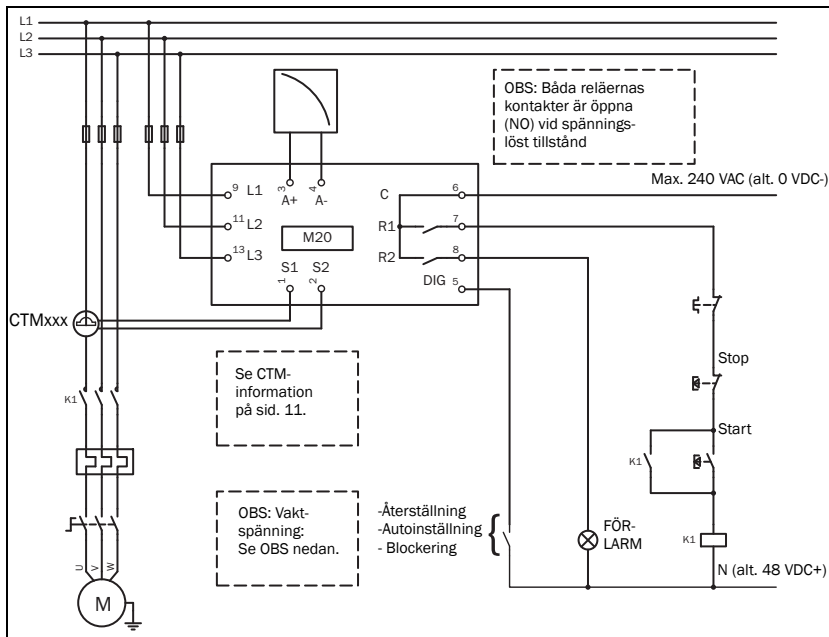 L1
L2
L3
OBS: Båda reläernas
kontakter är öppna
(NO) vid spännings-
löst tillstånd
Max. 240 VAC (alt. 0 VDC-)
9 L1
3
A+
4
A-
C
6
11 L2
M20
R1
7
13 L3
R2
8
S1
S2
DIG
5
1
2
CTMxxx
Se CTM-
information
på sid. 11.
Stop
K1
Start
K1
OBS: Vakt-
spänning:
Se OBS nedan.
-Återställning
-Autoinställning
- Blockering
FÖR-
LARM
K1
N (alt. 48 VDC+)
U
V
W
M